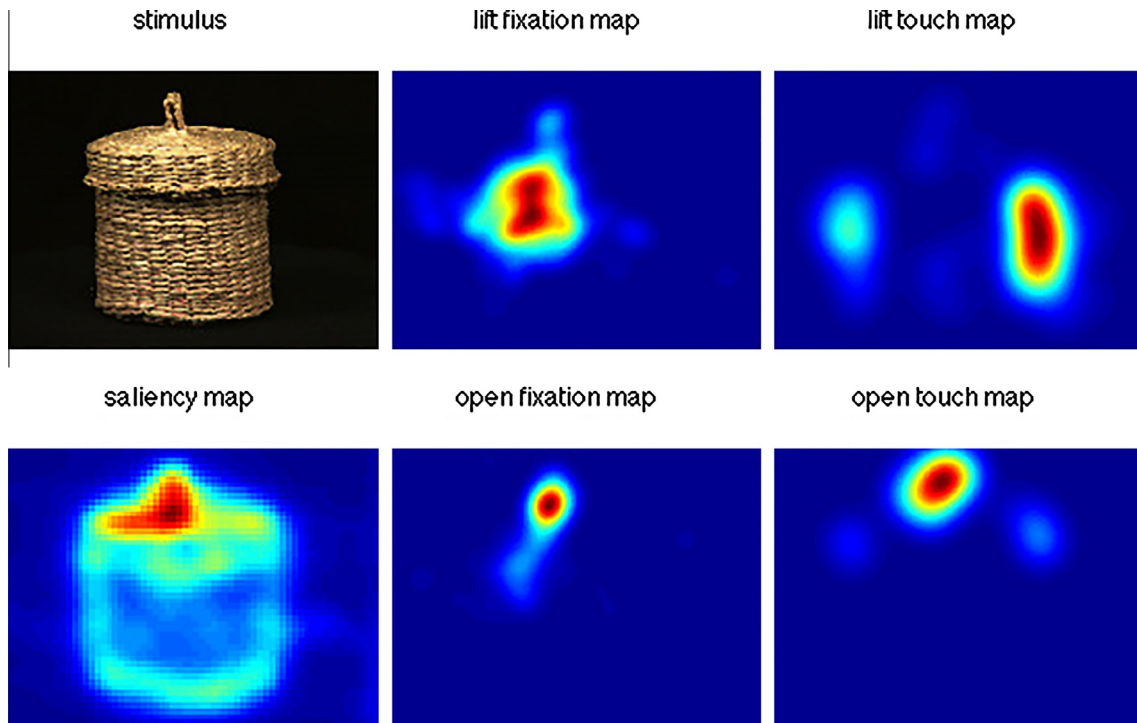 stimulus
lift fixation map
lift touch map
saliency map
open fixation map
open touch map